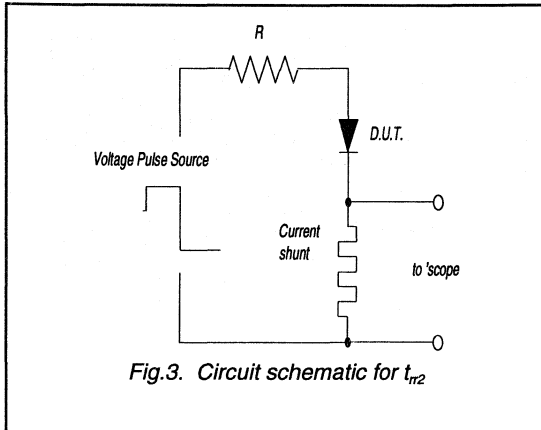 R
D.U.T.
Voltage Pulse Source
Current
shunt
to 'scope
Fig.3. Circuit schematic for trr2